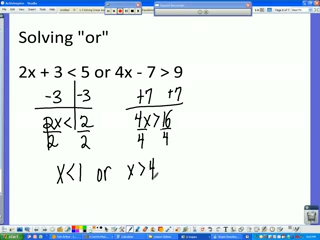 Solving "or"
2x + 3 < 5 or 4x - 7 > 9
-3 -3 +7 +7
2x < 2 4x > 16
2 2 4 4
x < 1 or x > 4